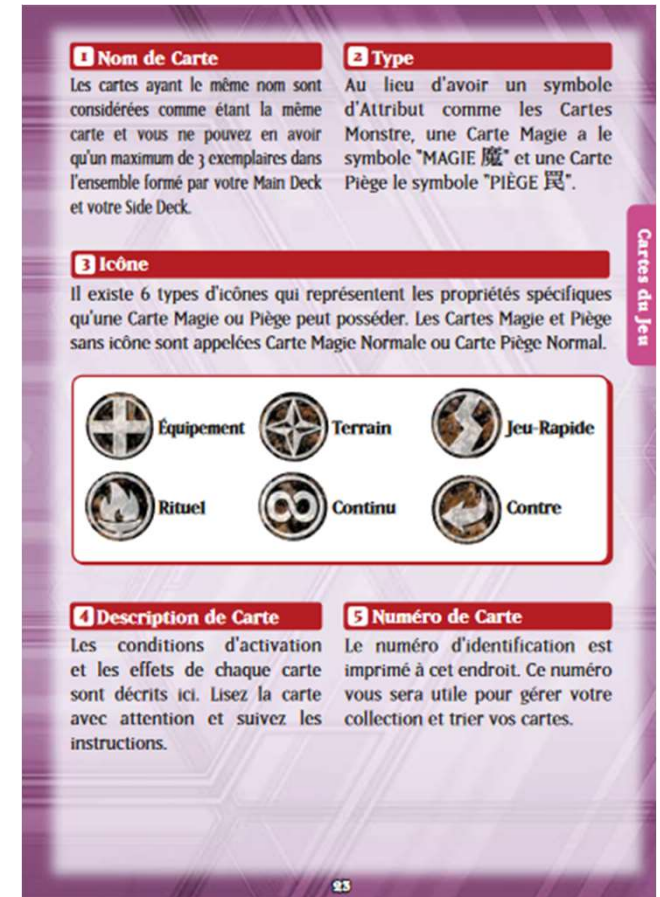 1 Nom de Carte
Les cartes ayant le même nom sont
considérées comme étant la même
carte et vous ne pouvez en avoir
qu'un maximum de 3 exemplaires dans
l'ensemble formé par votre Main Deck
et votre Side Deck.
2 Type
Au lieu d'avoir un symbole
d'Attribut comme les Cartes
Monstre, une Carte Magie a le
symbole "MAGIE 魔" et une Carte
Piège le symbole "PIÈGE 罠".
Cartes du Jeu
3 Icône
Il existe 6 types d'icônes qui représentent les propriétés spécifiques
qu'une Carte Magie ou Piège peut posséder. Les Cartes Magie et Piège
sans icône sont appelées Carte Magie Normale ou Carte Piège Normal.
Équipement
Terrain
Jeu-Rapide
Rituel
Continu
Contre
4 Description de Carte
Les conditions d'activation
et les effets de chaque carte
sont décrits ici. Lisez la carte
avec attention et suivez les
instructions.
5 Numéro de Carte
Le numéro d'identification est
imprimé à cet endroit. Ce numéro
vous sera utile pour gérer votre
collection et trier vos cartes.
23